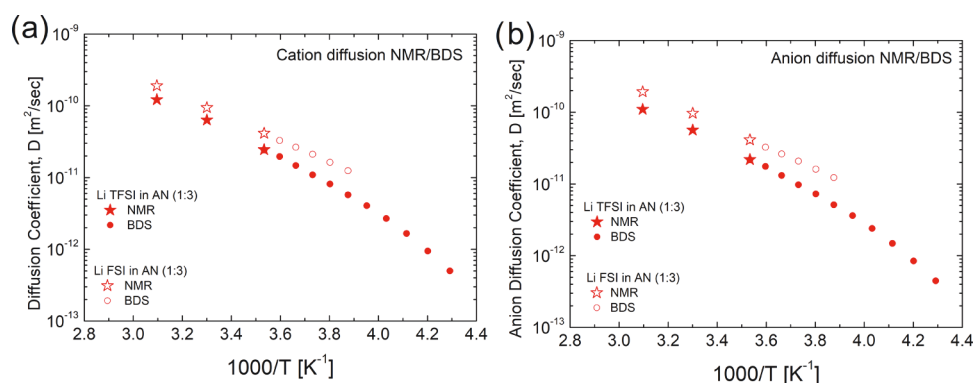 (a)
Cation diffusion NMR/BDS
Diffusion Coefficient, D [m²/sec]
10⁻⁹
10⁻¹⁰
10⁻¹¹
10⁻¹²
10⁻¹³
Li TFSI in AN (1:3)
NMR
BDS
Li FSI in AN (1:3)
NMR
BDS
2.8 3.0 3.2 3.4 3.6 3.8 4.0 4.2 4.4
1000/T [K⁻¹]
(b)
Anion diffusion NMR/BDS
Anion Diffusion Coefficient, D [m²/sec]
10⁻⁹
10⁻¹⁰
10⁻¹¹
10⁻¹²
10⁻¹³
Li TFSI in AN (1:3)
NMR
BDS
Li FSI in AN (1:3)
NMR
BDS
2.8 3.0 3.2 3.4 3.6 3.8 4.0 4.2 4.4
1000/T [K⁻¹]